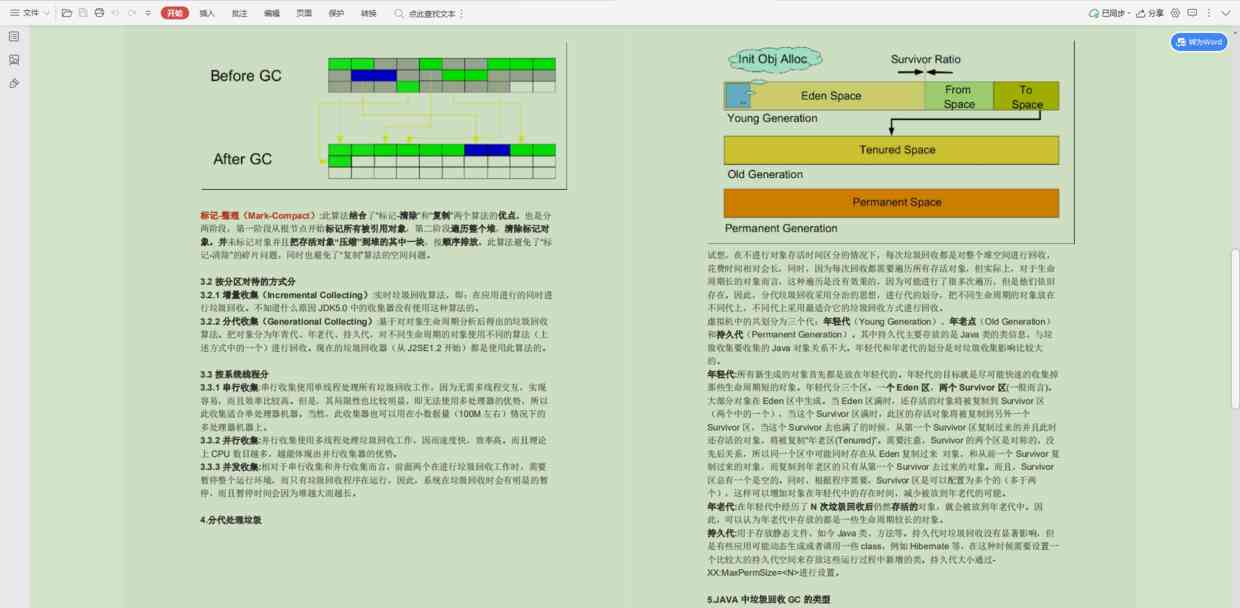 文件
开始
插入
批注
编辑
页面
保护
转换
点此查找文本
已同步
分享
转为Word
Before GC
After GC
标记-整理（Mark-Compact）:此算法结合了“标记-清除”和“复制”两个算法的优点。也是分
两阶段，第一阶段从根节点开始标记所有被引用对象，第二阶段遍历整个堆，清除标记对
象，并未标记对象并且把存活对象“压缩”到堆的其中一块，按顺序排放。此算法避免了“标
记-清除”的碎片问题，同时也避免了“复制”算法的空间问题。
3.2 按分区对待的方式分
3.2.1 增量收集（Incremental Collecting）:实时垃圾回收算法，即：在应用进行的同时进
行垃圾回收。不知道什么原因 JDK5.0 中的收集器没有使用这种算法的。
3.2.2 分代收集（Generational Collecting）:基于对对象生命周期分析后得出的垃圾回收
算法。把对象分为年青代、年老代、持久代，对不同生命周期的对象使用不同的算法（上
述方式中的一个）进行回收。现在的垃圾回收器（从 J2SE1.2 开始）都是使用此算法的。
3.3 按系统线程分
3.3.1 串行收集:串行收集使用单线程处理所有垃圾回收工作，因为无需多线程交互，实现
容易，而且效率比较高。但是，其局限性也比较明显，即无法使用多处理器的优势，所以
此收集适合单处理器机器。当然，此收集器也可以用在小数据量（100M 左右）情况下的
多处理器机器上。
3.3.2 并行收集:并行收集使用多线程处理垃圾回收工作，因而速度快，效率高。而且理论
上 CPU 数目越多，越能体现出并行收集器的优势。
3.3.3 并发收集:相对于串行收集和并行收集而言，前面两个在进行垃圾回收工作时，需要
暂停整个运行环境，而只有垃圾回收程序在运行，因此，系统在垃圾回收时会有明显的暂
停，而且暂停时间会因为堆越大而越长。
4.分代处理垃圾
Init Obj Alloc
Survivor Ratio
Eden Space
From
Space
To
Space
Young Generation
Tenured Space
Old Generation
Permanent Space
Permanent Generation
试想，在不进行对象存活时间区分的情况下，每次垃圾回收都是对整个堆空间进行回收，
花费时间相对会长，同时，因为每次回收都需要遍历所有存活对象，但实际上，对于生命
周期长的对象而言，这种遍历是没有效果的，因为可能进行了很多次遍历，但是他们依旧
存在。因此，分代垃圾回收采用分治的思想，进行代的划分，把不同生命周期的对象放在
不同代上，不同代上采用最适合它的垃圾回收方式进行回收。
虚拟机中的共划分为三个代：年轻代（Young Generation）、年老点（Old Generation）
和持久代（Permanent Generation）。其中持久代主要存放的是 Java 类的类信息，与垃
圾收集要收集的 Java 对象关系不大。年轻代和年老代的划分是对垃圾收集影响比较大
的。
年轻代:所有新生成的对象首先都是放在年轻代的。年轻代的目标就是尽可能快速的收集掉
那些生命周期短的对象。年轻代分三个区。一个 Eden 区，两个 Survivor 区(一般而言)。
大部分对象在 Eden 区中生成。当 Eden 区满时，还存活的对象将被复制到 Survivor 区
（两个中的一个），当这个 Survivor 区满时，此区的存活对象将被复制到另外一个
Survivor 区，当这个 Survivor 去也满了的时候，从第一个 Survivor 区复制过来的并且此时
还存活的对象，将被复制“年老区(Tenured)”。需要注意，Survivor 的两个区是对称的，没
先后关系，所以同一个区中可能同时存在从 Eden 复制过来 对象，和从前一个 Survivor 复
制过来的对象，而复制到年老区的只有从第一个 Survivor 去过来的对象。而且，Survivor
区总有一个是空的。同时，根据程序需要，Survivor 区是可以配置为多个的（多于两
个），这样可以增加对象在年轻代中的存在时间，减少被放到年老代的可能。
年老代:在年轻代中经历了 N 次垃圾回收后仍然存活的对象，就会被放到年老代中。因
此，可以认为年老代中存放的都是一些生命周期较长的对象。
持久代:用于存放静态文件，如今 Java 类、方法等。持久代对垃圾回收没有显著影响，但
是有些应用可能动态生成或者调用一些 class，例如 Hibernate 等，在这种时候需要设置一
个比较大的持久代空间来存放这些运行过程中新增的类。持久代大小通过-
XX:MaxPermSize=<N>进行设置。
5.JAVA 中垃圾回收 GC 的类型